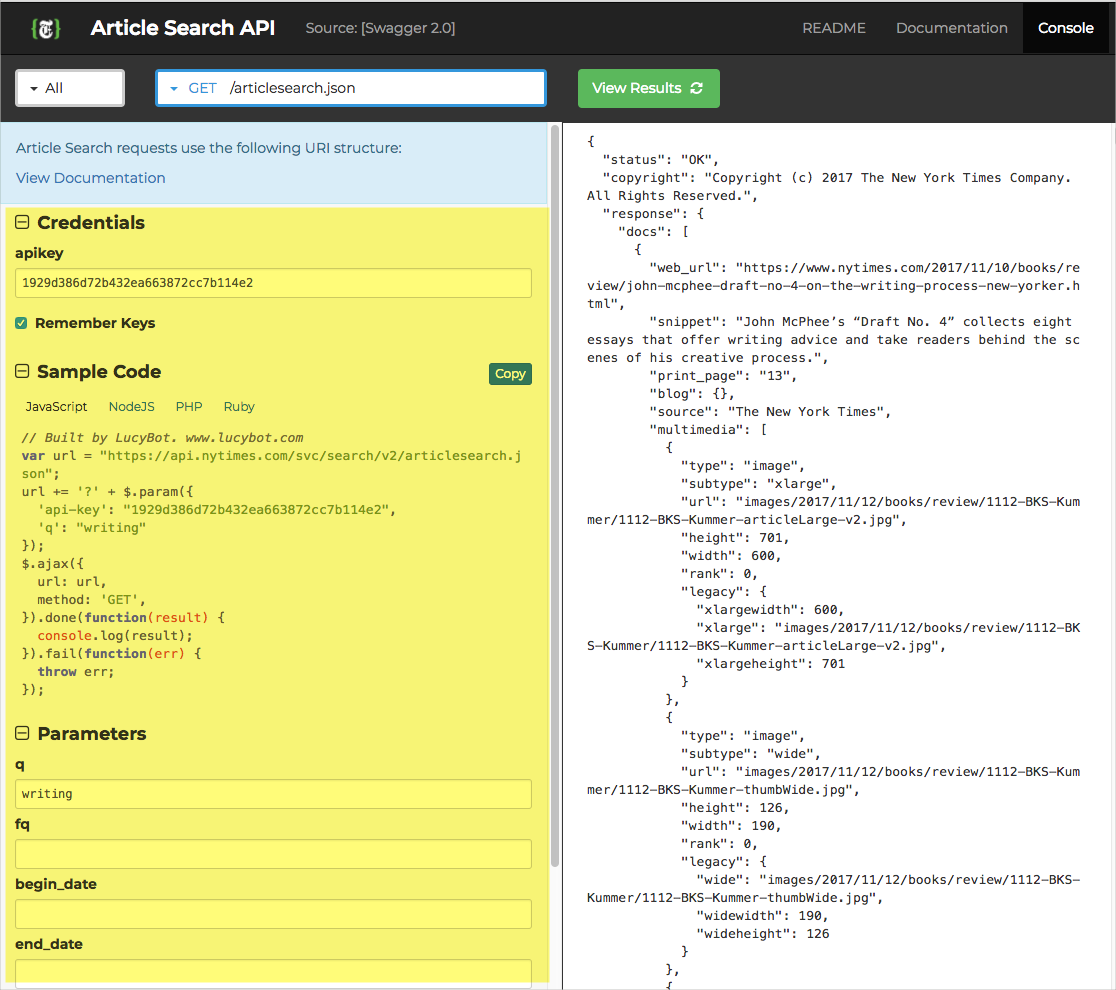 Article Search API
Source: [Swagger 2.0]
README
Documentation
Console
All
GET /articlesearch.json
View Results
Article Search requests use the following URI structure:
View Documentation
Credentials
apikey
1929d386d72b432ea663872cc7b114e2
Remember Keys
Sample Code
Copy
JavaScript NodeJS PHP Ruby
// Built by LucyBot. www.lucybot.com
var url = "https://api.nytimes.com/svc/search/v2/articlesearch.j
son";
url += '?' + $.param({
  'api-key': "1929d386d72b432ea663872cc7b114e2",
  'q': "writing"
});
$.ajax({
  url: url,
  method: 'GET',
}).done(function(result) {
  console.log(result);
}).fail(function(err) {
  throw err;
});
Parameters
q
writing
fq
begin_date
end_date
{
  "status": "OK",
  "copyright": "Copyright (c) 2017 The New York Times Company.
All Rights Reserved.",
  "response": {
    "docs": [
      {
        "web_url": "https://www.nytimes.com/2017/11/10/books/re
view/john-mcphee-draft-no-4-on-the-writing-process-new-yorker.h
tml",
        "snippet": "John McPhee’s “Draft No. 4” collects eight
essays that offer writing advice and take readers behind the sc
enes of his creative process.",
        "print_page": "13",
        "blog": {},
        "source": "The New York Times",
        "multimedia": [
          {
            "type": "image",
            "subtype": "xlarge",
            "url": "images/2017/11/12/books/review/1112-BKS-Kum
mer/1112-BKS-Kummer-articleLarge-v2.jpg",
            "height": 701,
            "width": 600,
            "rank": 0,
            "legacy": {
              "xlargewidth": 600,
              "xlarge": "images/2017/11/12/books/review/1112-BK
S-Kummer/1112-BKS-Kummer-articleLarge-v2.jpg",
              "xlargeheight": 701
            }
          },
          {
            "type": "image",
            "subtype": "wide",
            "url": "images/2017/11/12/books/review/1112-BKS-Kum
mer/1112-BKS-Kummer-thumbWide.jpg",
            "height": 126,
            "width": 190,
            "rank": 0,
            "legacy": {
              "wide": "images/2017/11/12/books/review/1112-BKS-
Kummer/1112-BKS-Kummer-thumbWide.jpg",
              "widewidth": 190,
              "wideheight": 126
            }
          },
          {